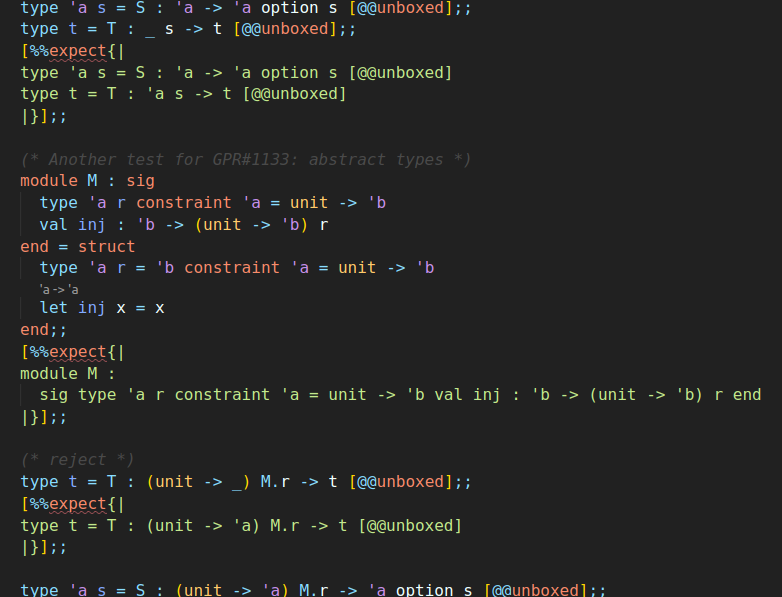 type 'a s = S : 'a -> 'a option s [@@unboxed];;
type t = T : _ s -> t [@@unboxed];;
[%%expect{|
type 'a s = S : 'a -> 'a option s [@@unboxed]
type t = T : 'a s -> t [@@unboxed]
|}];;
(* Another test for GPR#1133: abstract types *)
module M : sig
  type 'a r constraint 'a = unit -> 'b
  val inj : 'b -> (unit -> 'b) r
end = struct
  type 'a r = 'b constraint 'a = unit -> 'b
  'a -> 'a
  let inj x = x
end;;
[%%expect{|
module M :
  sig type 'a r constraint 'a = unit -> 'b val inj : 'b -> (unit -> 'b) r end
|}];;
(* reject *)
type t = T : (unit -> _) M.r -> t [@@unboxed];;
[%%expect{|
type t = T : (unit -> 'a) M.r -> t [@@unboxed]
|}];;
type 'a s = S : (unit -> 'a) M.r -> 'a option s [@@unboxed];;